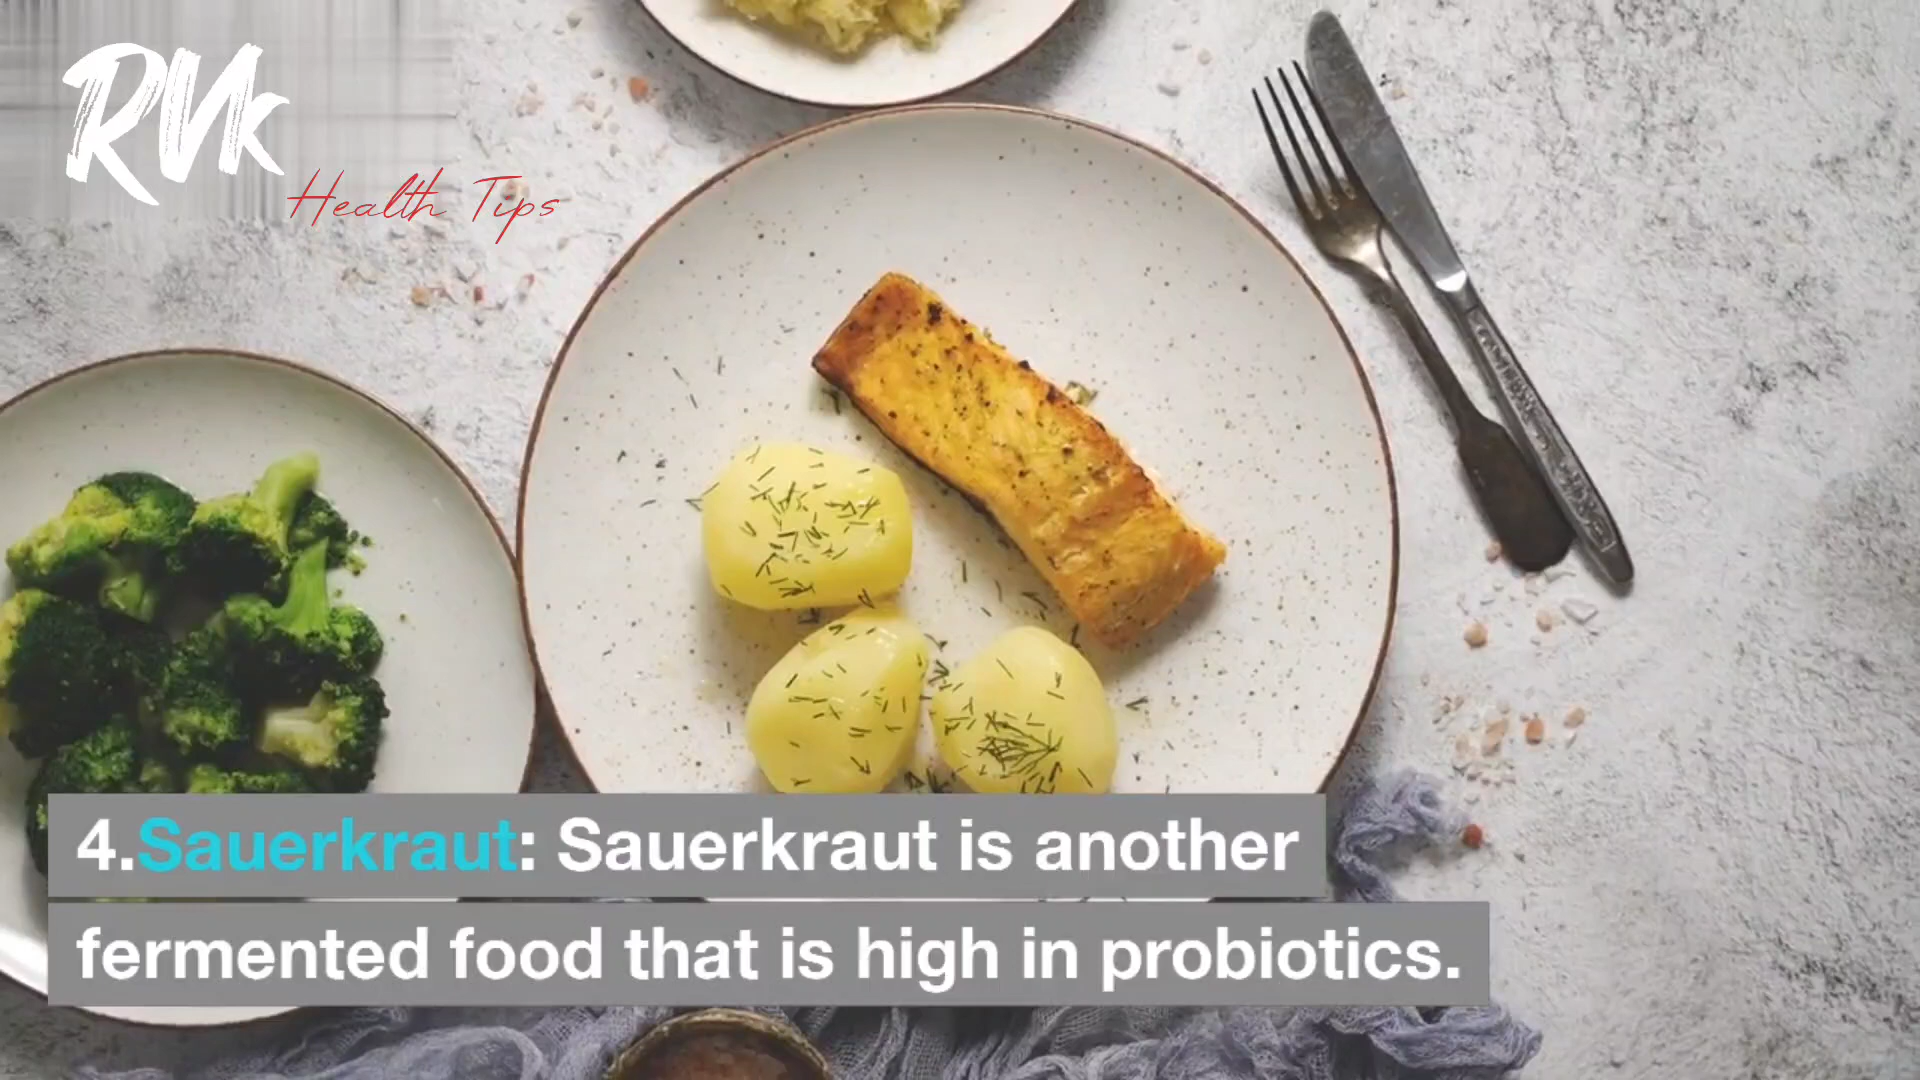 RVk
Health Tips
4.Sauerkraut: Sauerkraut is another
fermented food that is high in probiotics.